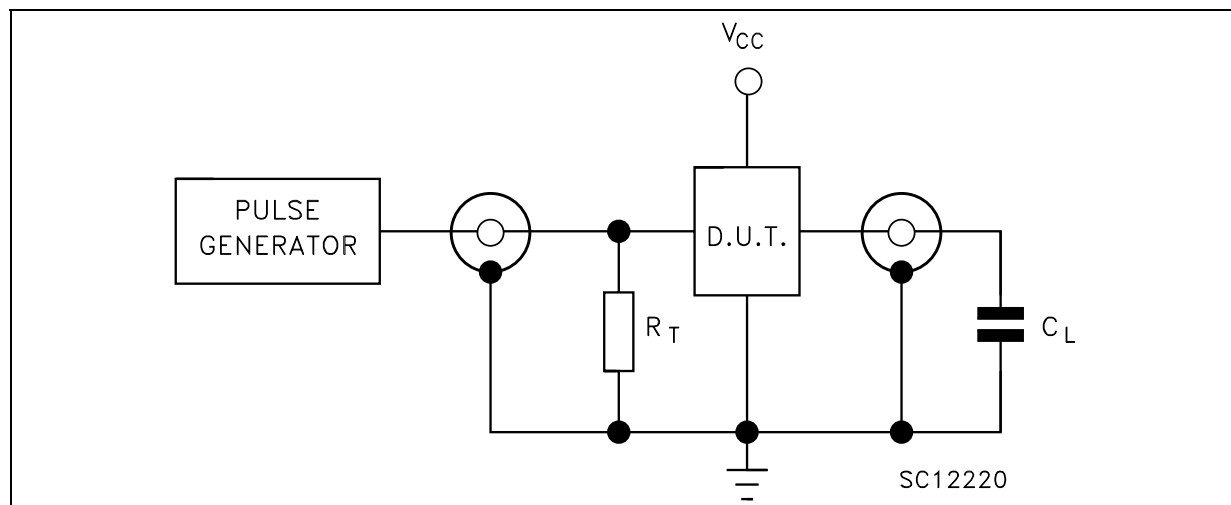 VCC
PULSE
GENERATOR
D.U.T.
RT
CL
SC12220